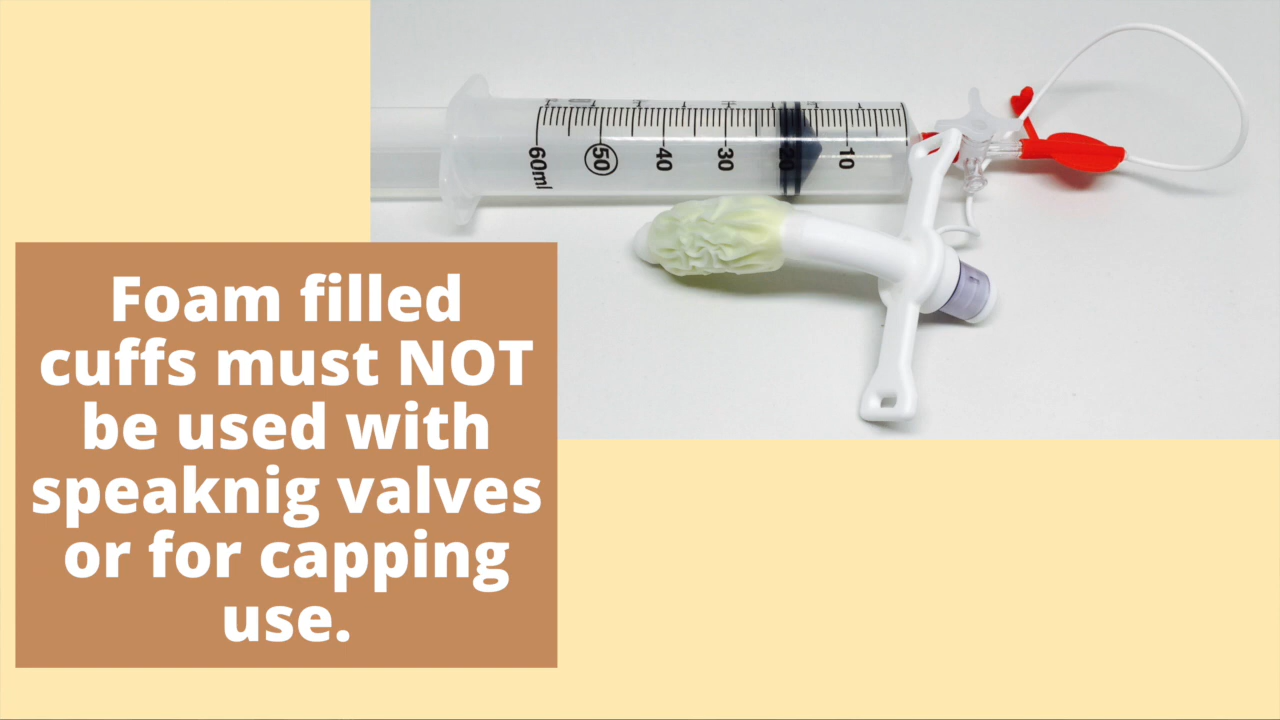 60ml 50 40 30 20 10
Foam filled
cuffs must NOT
be used with
speaknig valves
or for capping
use.